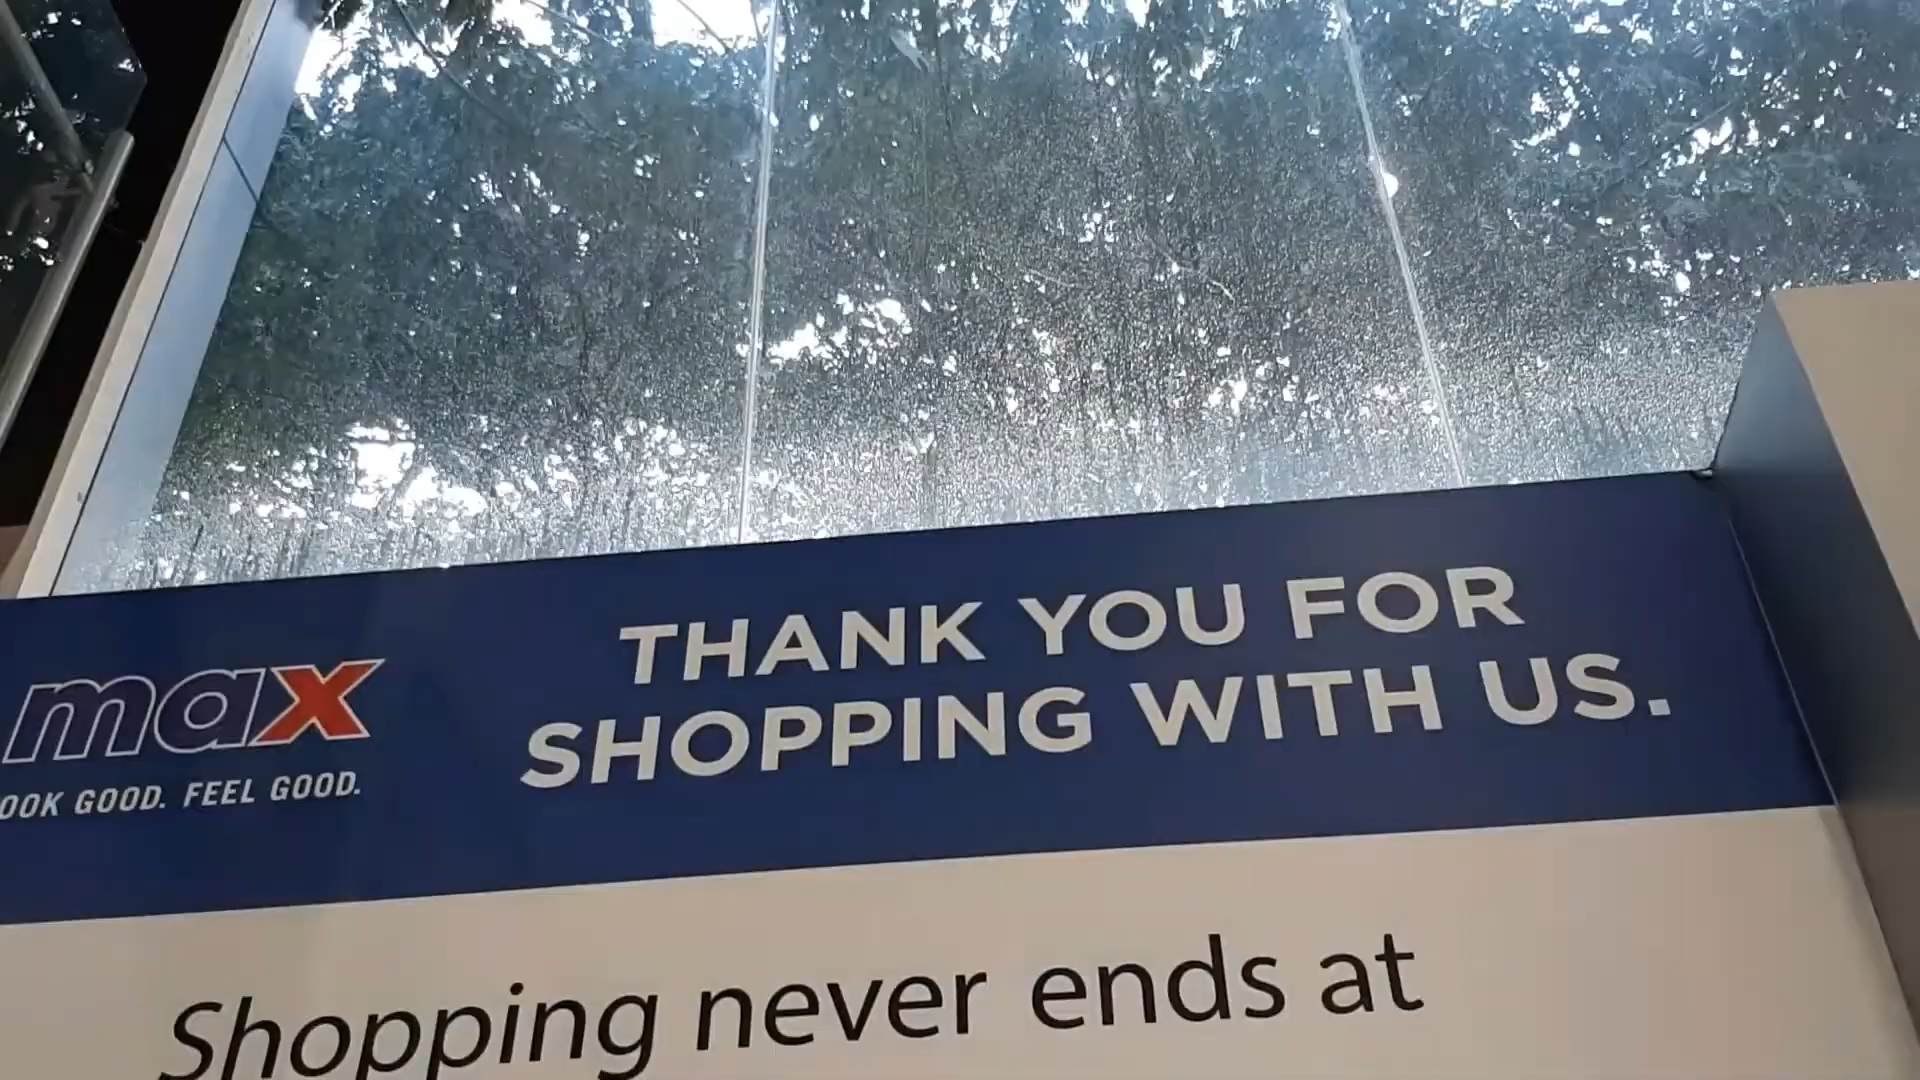 max
OOK GOOD. FEEL GOOD.
THANK YOU FOR
SHOPPING WITH US.
Shopping never ends at